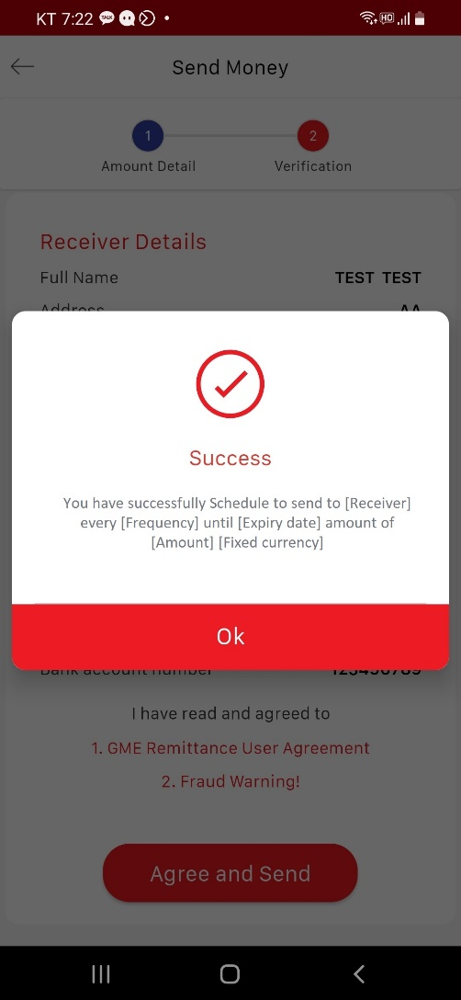 KT 7:22 TALK HD
Send Money
1 2
Amount Detail Verification
Receiver Details
Full Name TEST TEST
Address AA
Success
You have successfully Schedule to send to [Receiver]
every [Frequency] until [Expiry date] amount of
[Amount] [Fixed currency]
Ok
Bank account number 123456789
I have read and agreed to
1. GME Remittance User Agreement
2. Fraud Warning!
Agree and Send